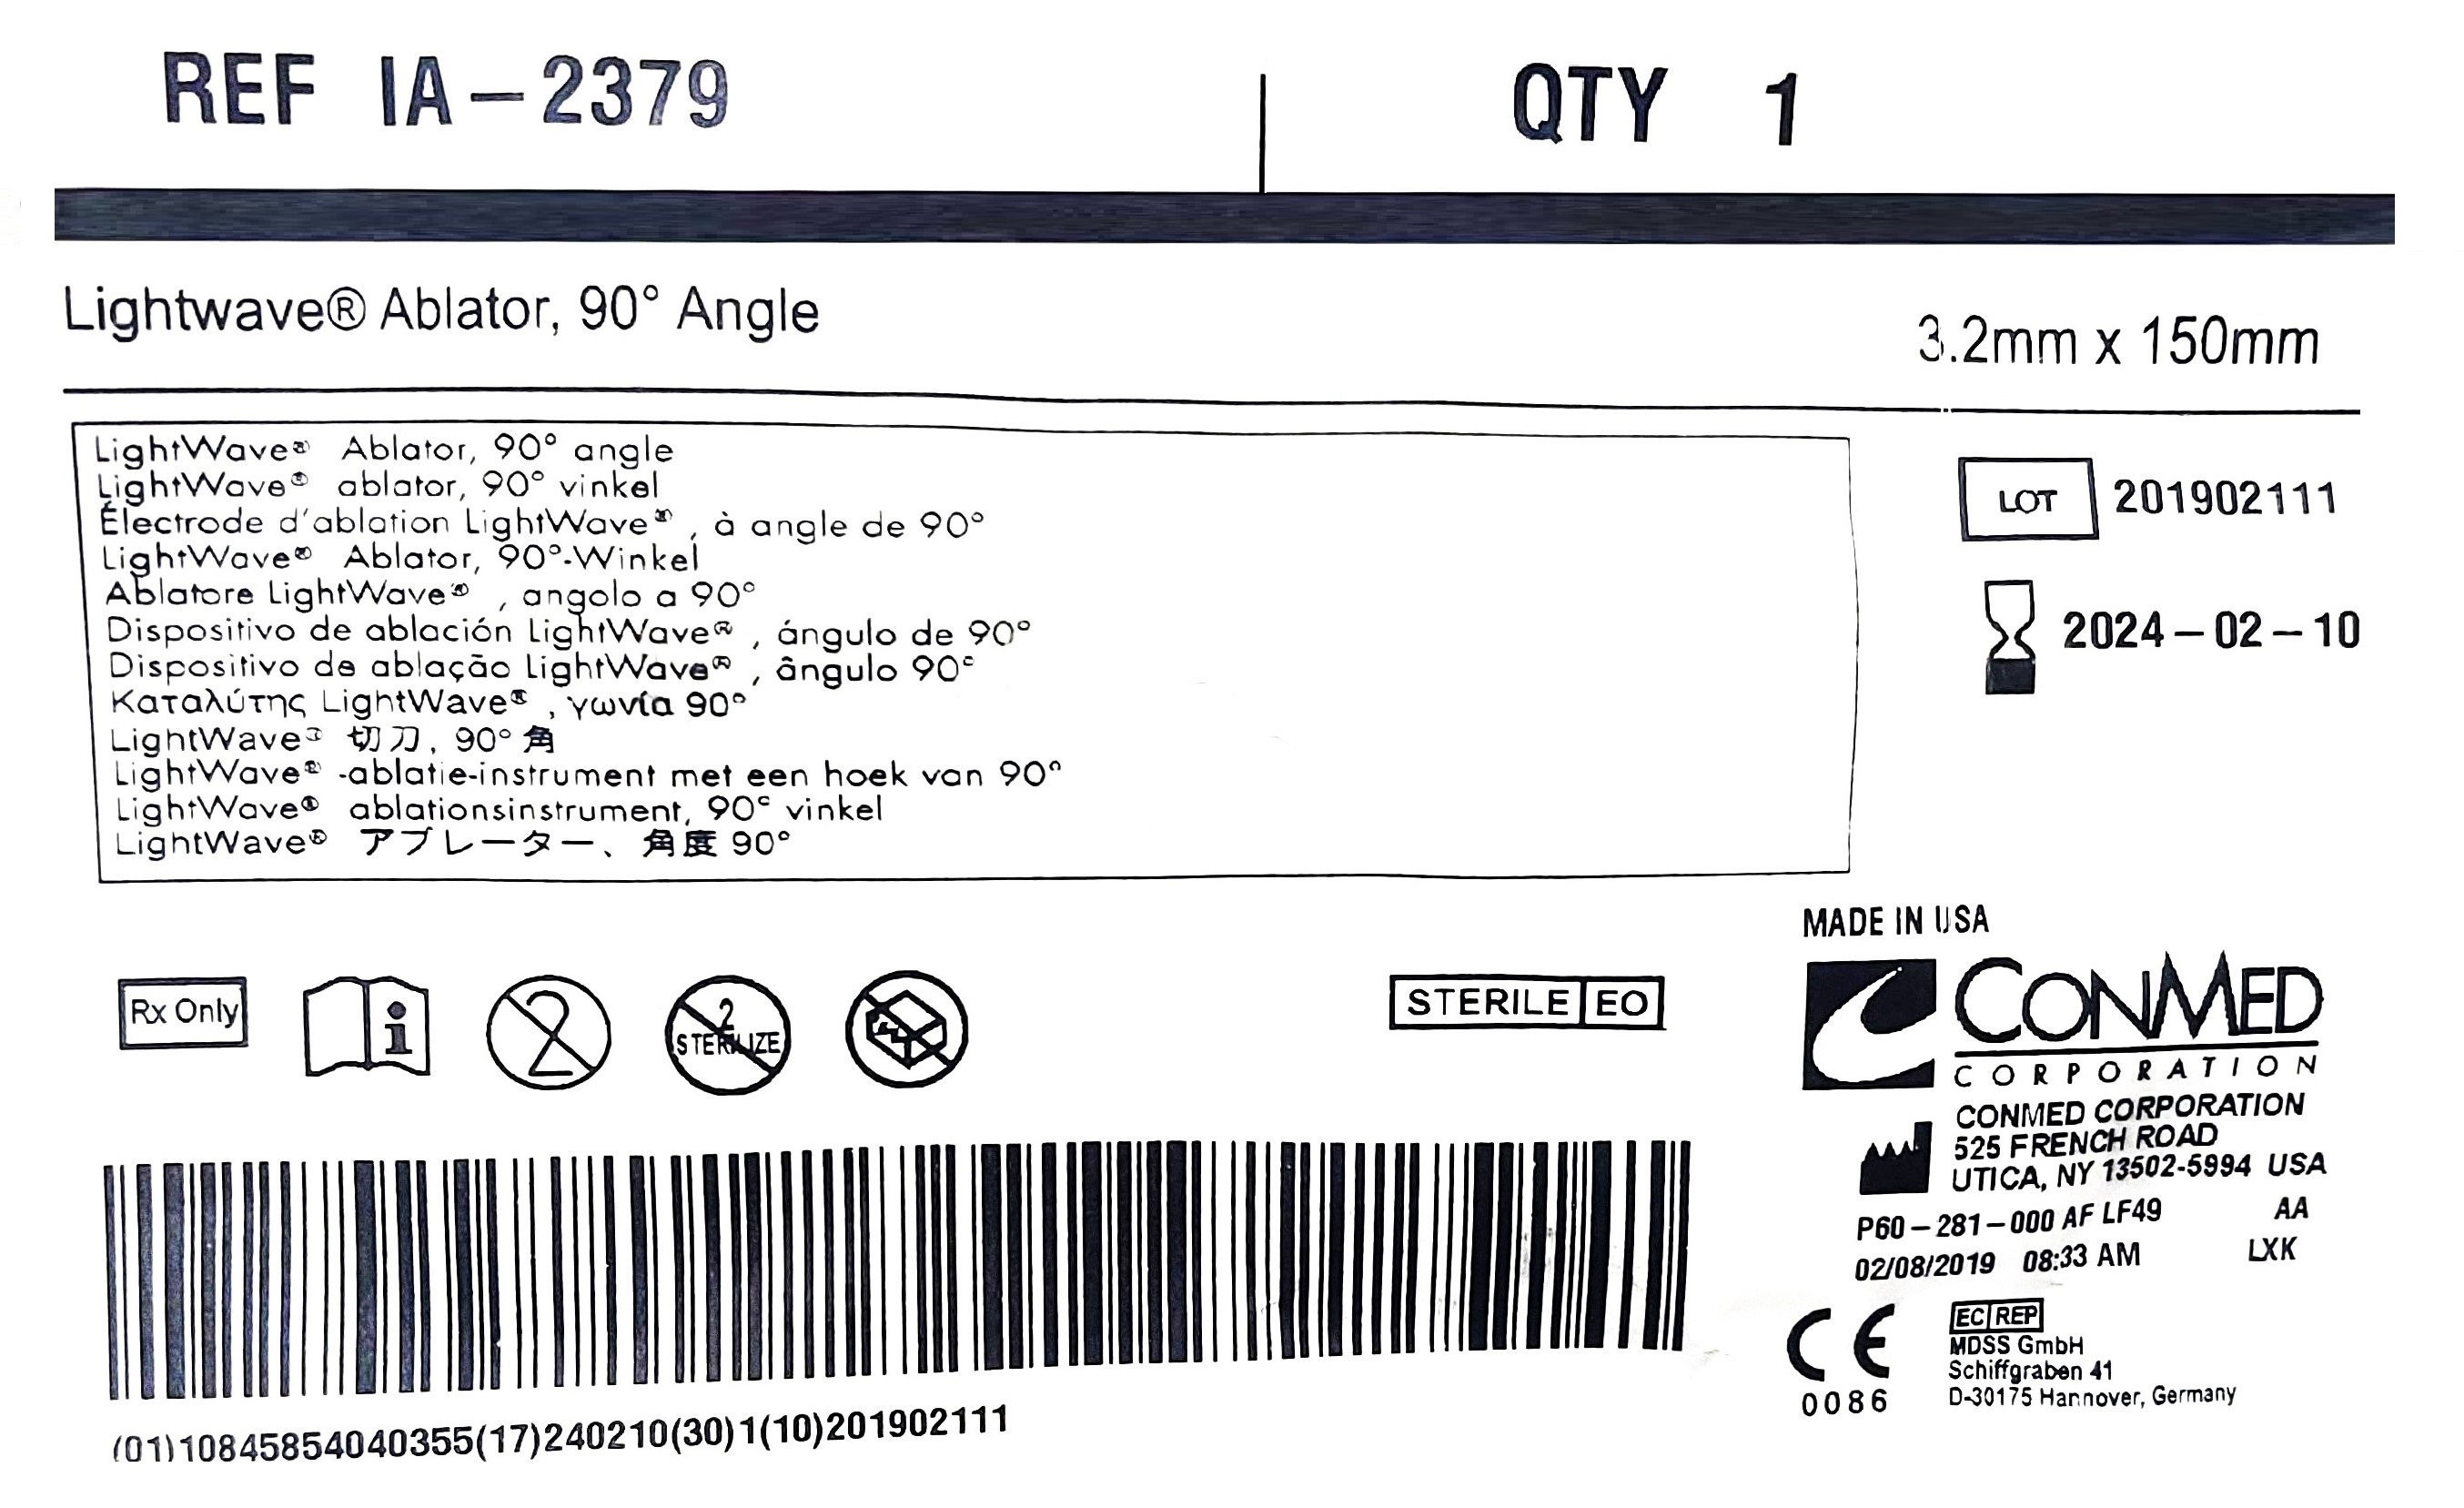 REF IA-2379
QTY 1
Lightwave® Ablator, 90° Angle
3.2mm x 150mm
LightWave® Ablator, 90° angle
LightWave® ablator, 90° vinkel
Électrode d'ablation LightWave® , à angle de 90°
LightWave® Ablator, 90°-Winkel
Ablatore LightWave® , angolo a 90°
Dispositivo de ablación LightWave® , ángulo de 90°
Dispositivo de ablação LightWave® , ângulo 90°
Καταλύτης LightWave® , γωνία 90°
LightWave® 切刀, 90° 角
LightWave® -ablatie-instrument met een hoek van 90°
LightWave® ablationsinstrument, 90° vinkel
LightWave® アブレーター、角度 90°
LOT 201902111
2024-02-10
Rx Only
i
2
2
STERILIZE
STERILE EO
MADE IN USA
CONMED
CORPORATION
CONMED CORPORATION
525 FRENCH ROAD
UTICA, NY 13502-5994 USA
P60-281-000 AF LF49 AA
02/08/2019 08:33 AM LXK
(01)10845854040355(17)240210(30)1(10)201902111
CE
0086
EC REP
MDSS GmbH
Schiffgraben 41
D-30175 Hannover, Germany